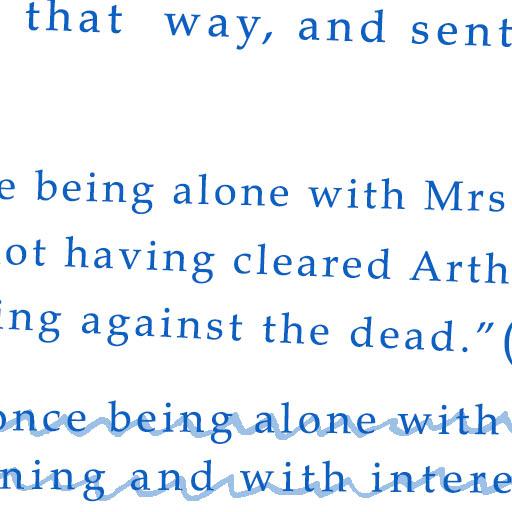 that way, and sent
e being alone with Mrs
ot having cleared Arth
ing against the dead.”(
once being alone with
ning and with intere